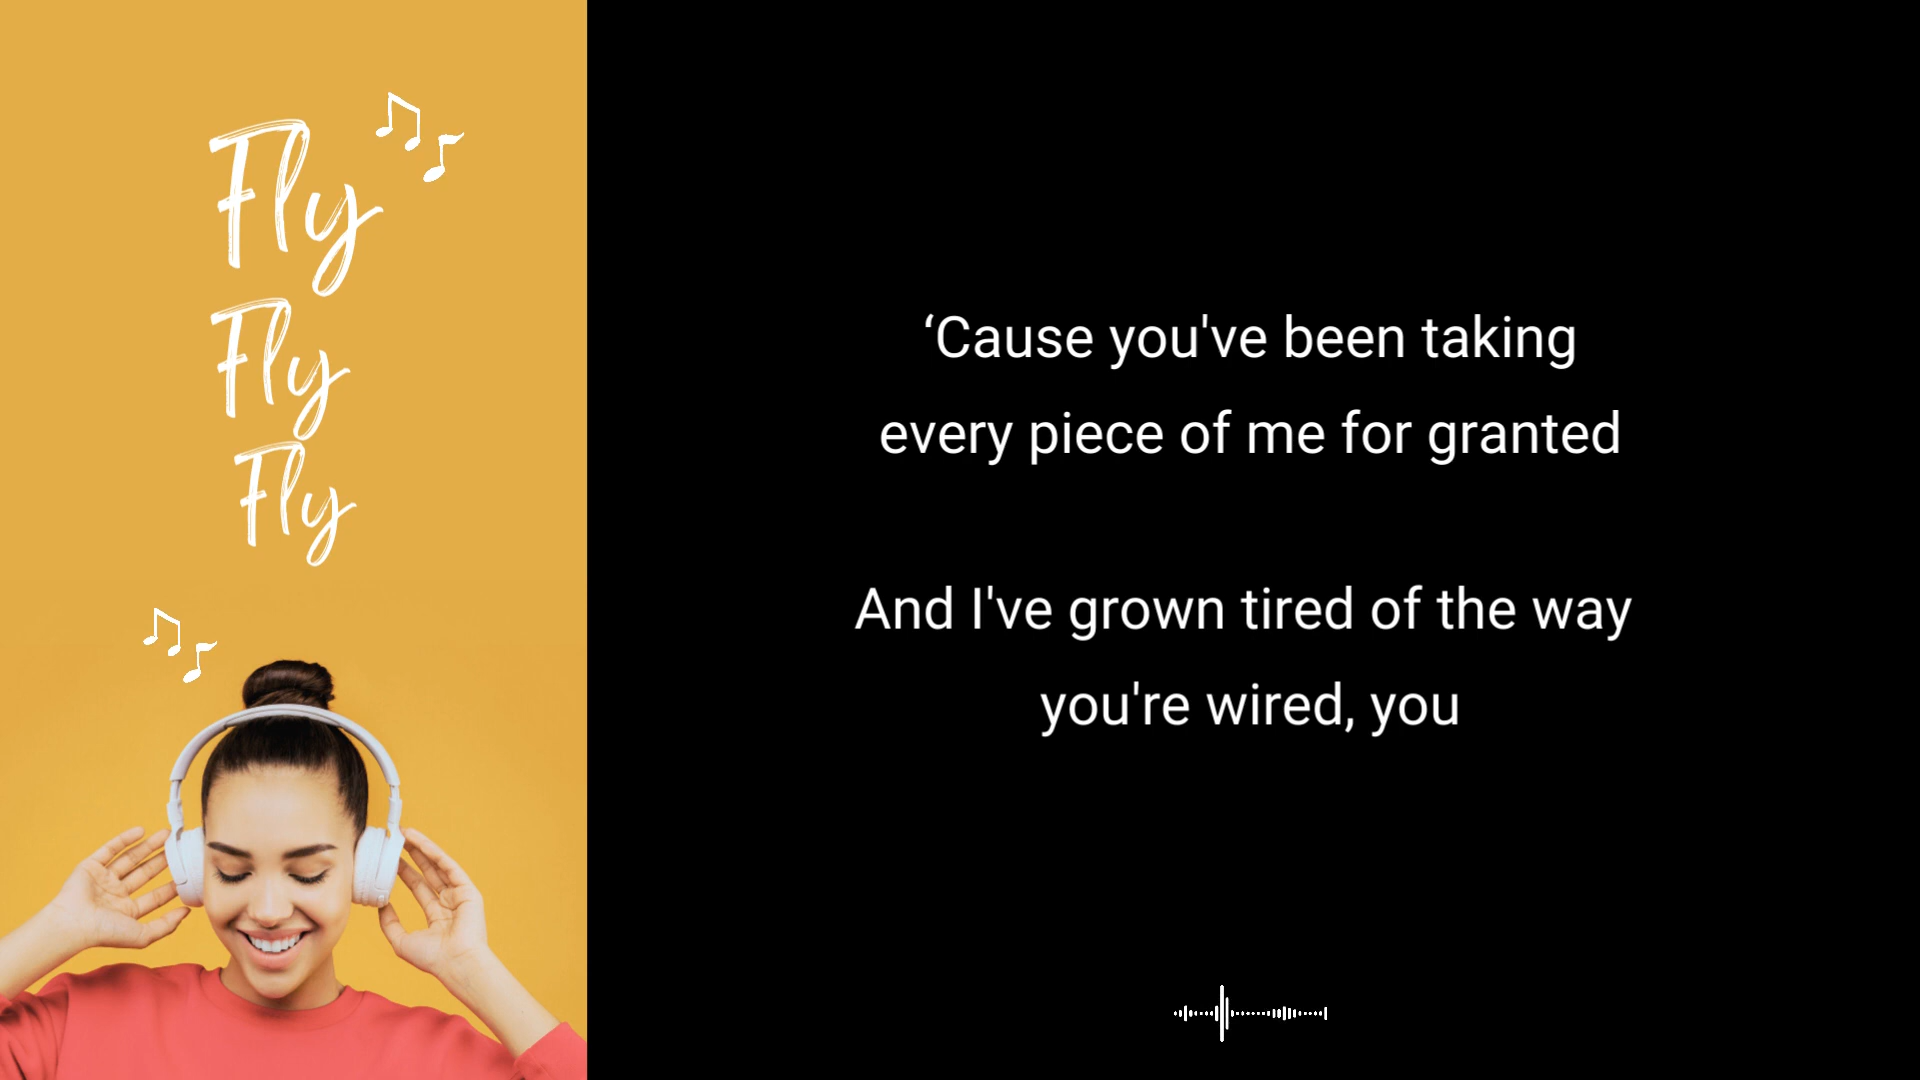 Fly
Fly
Fly
‘Cause you've been taking
every piece of me for granted
And I've grown tired of the way
you're wired, you